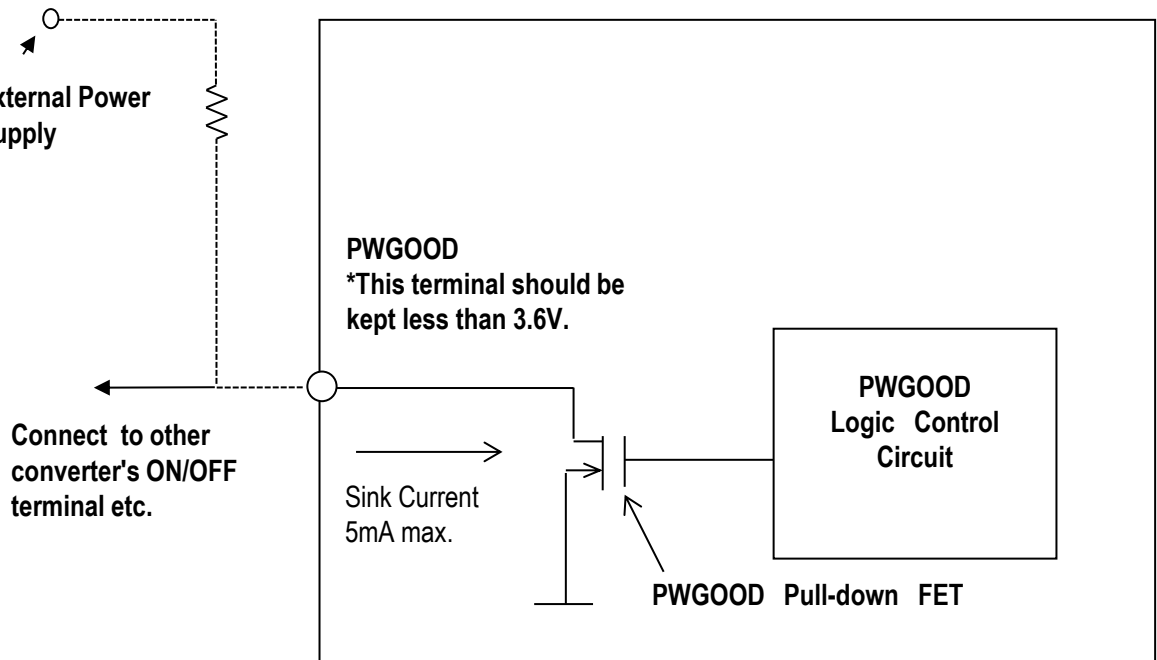 xternal Power
upply
PWGOOD
*This terminal should be
kept less than 3.6V.
PWGOOD
Logic Control
Circuit
Connect to other
converter's ON/OFF
terminal etc.
Sink Current
5mA max.
PWGOOD Pull-down FET